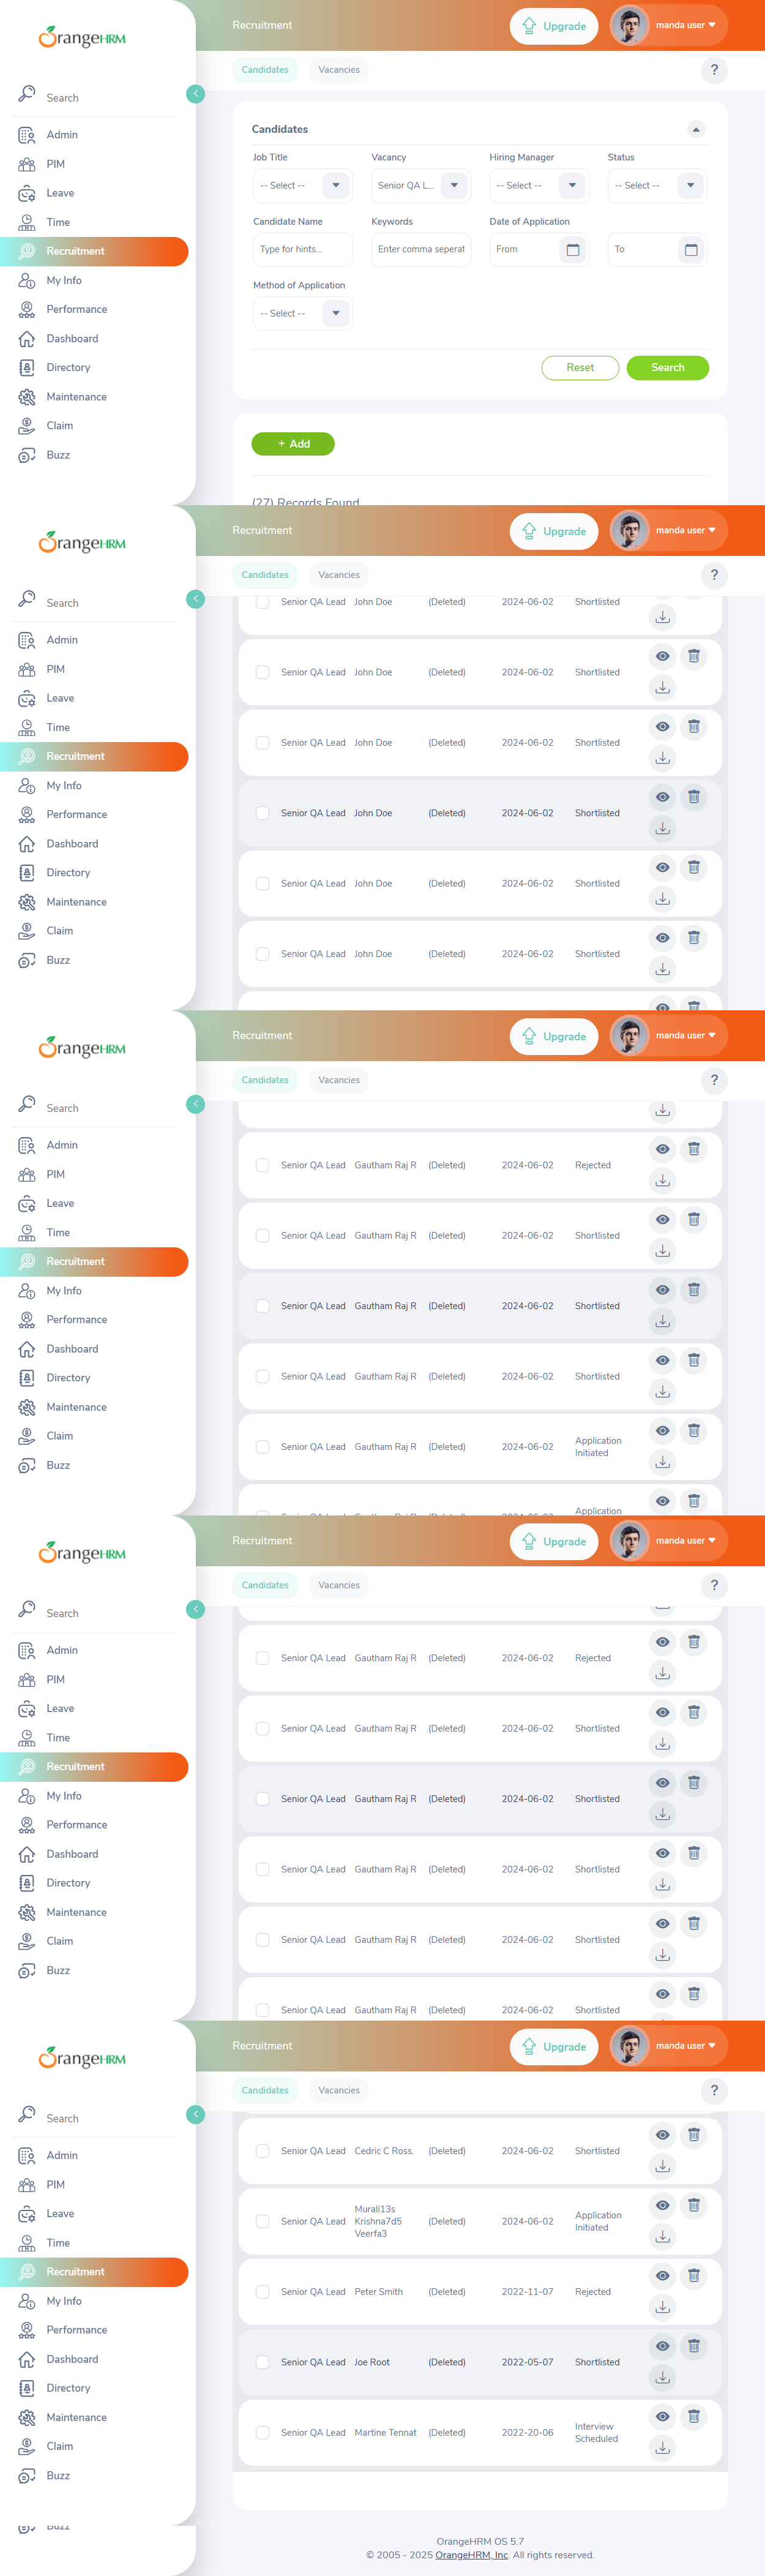 OrangeHRM
Recruitment
Upgrade
manda user
Search
Candidates
Vacancies
?
Admin
PIM
Leave
Time
Recruitment
My Info
Performance
Dashboard
Directory
Maintenance
Claim
Buzz
Candidates
Job Title
Vacancy
Hiring Manager
Status
-- Select --
Senior QA L...
-- Select --
-- Select --
Candidate Name
Keywords
Date of Application
Type for hints...
Enter comma seperat
From
To
Method of Application
-- Select --
Reset
Search
+ Add
(27) Records Found
OrangeHRM
Recruitment
Upgrade
manda user
Search
Candidates
Vacancies
?
Admin
PIM
Leave
Time
Recruitment
My Info
Performance
Dashboard
Directory
Maintenance
Claim
Buzz
Senior QA Lead John Doe (Deleted) 2024-06-02 Shortlisted
Senior QA Lead John Doe (Deleted) 2024-06-02 Shortlisted
Senior QA Lead John Doe (Deleted) 2024-06-02 Shortlisted
Senior QA Lead John Doe (Deleted) 2024-06-02 Shortlisted
Senior QA Lead John Doe (Deleted) 2024-06-02 Shortlisted
Senior QA Lead John Doe (Deleted) 2024-06-02 Shortlisted
OrangeHRM
Recruitment
Upgrade
manda user
Search
Candidates
Vacancies
?
Admin
PIM
Leave
Time
Recruitment
My Info
Performance
Dashboard
Directory
Maintenance
Claim
Buzz
Senior QA Lead Gautham Raj R (Deleted) 2024-06-02 Rejected
Senior QA Lead Gautham Raj R (Deleted) 2024-06-02 Shortlisted
Senior QA Lead Gautham Raj R (Deleted) 2024-06-02 Shortlisted
Senior QA Lead Gautham Raj R (Deleted) 2024-06-02 Shortlisted
Senior QA Lead Gautham Raj R (Deleted) 2024-06-02 Application
Initiated
Application
OrangeHRM
Recruitment
Upgrade
manda user
Search
Candidates
Vacancies
?
Admin
PIM
Leave
Time
Recruitment
My Info
Performance
Dashboard
Directory
Maintenance
Claim
Buzz
Senior QA Lead Gautham Raj R (Deleted) 2024-06-02 Rejected
Senior QA Lead Gautham Raj R (Deleted) 2024-06-02 Shortlisted
Senior QA Lead Gautham Raj R (Deleted) 2024-06-02 Shortlisted
Senior QA Lead Gautham Raj R (Deleted) 2024-06-02 Shortlisted
Senior QA Lead Gautham Raj R (Deleted) 2024-06-02 Shortlisted
Senior QA Lead Gautham Raj R (Deleted) 2024-06-02 Shortlisted
OrangeHRM
Recruitment
Upgrade
manda user
Search
Candidates
Vacancies
?
Admin
PIM
Leave
Time
Recruitment
My Info
Performance
Dashboard
Directory
Maintenance
Claim
Buzz
Senior QA Lead Cedric C Ross. (Deleted) 2024-06-02 Shortlisted
Senior QA Lead Murali13s
Krishna7d5
Veerfa3 (Deleted) 2024-06-02 Application
Initiated
Senior QA Lead Peter Smith (Deleted) 2022-11-07 Rejected
Senior QA Lead Joe Root (Deleted) 2022-05-07 Shortlisted
Senior QA Lead Martine Tennat (Deleted) 2022-20-06 Interview
Scheduled
OrangeHRM OS 5.7
© 2005 - 2025 OrangeHRM, Inc. All rights reserved.